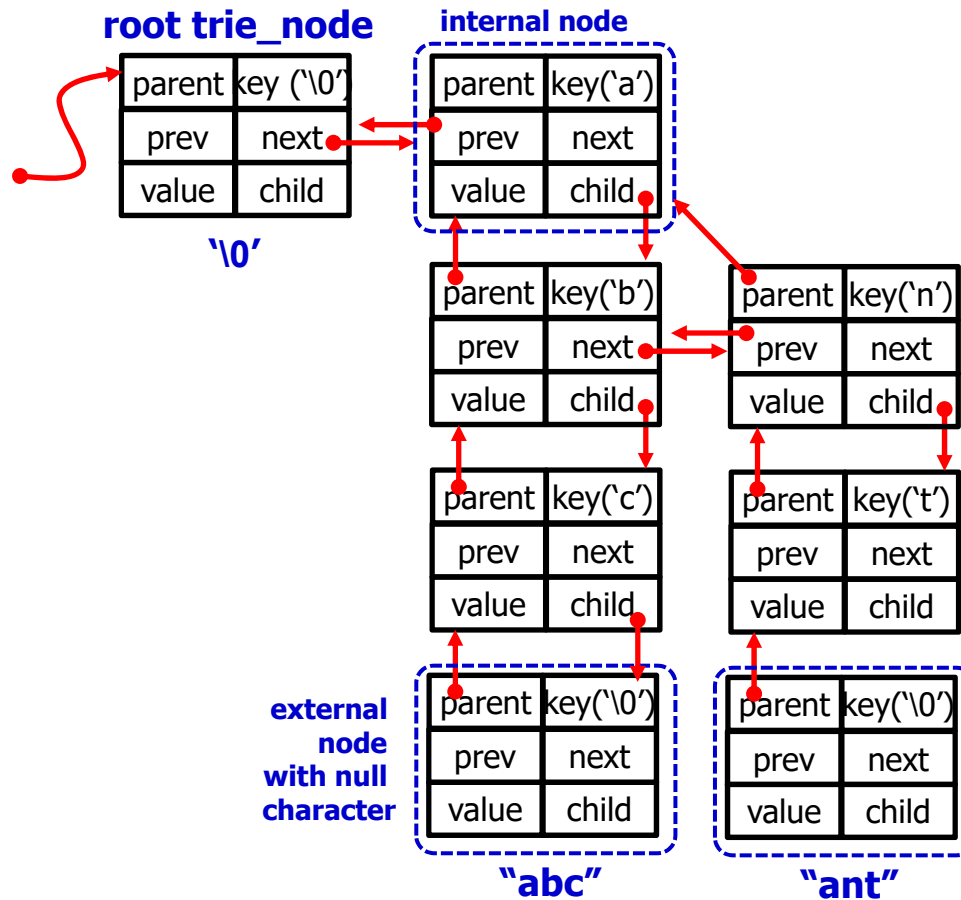 root trie_node
internal node
parent key ('\0')
prev next
value child
'\0'
parent key('a')
prev next
value child
parent key('b')
prev next
value child
parent key('n')
prev next
value child
parent key('c')
prev next
value child
parent key('t')
prev next
value child
external
node
with null
character
parent key('\0')
prev next
value child
"abc"
parent key('\0')
prev next
value child
"ant"